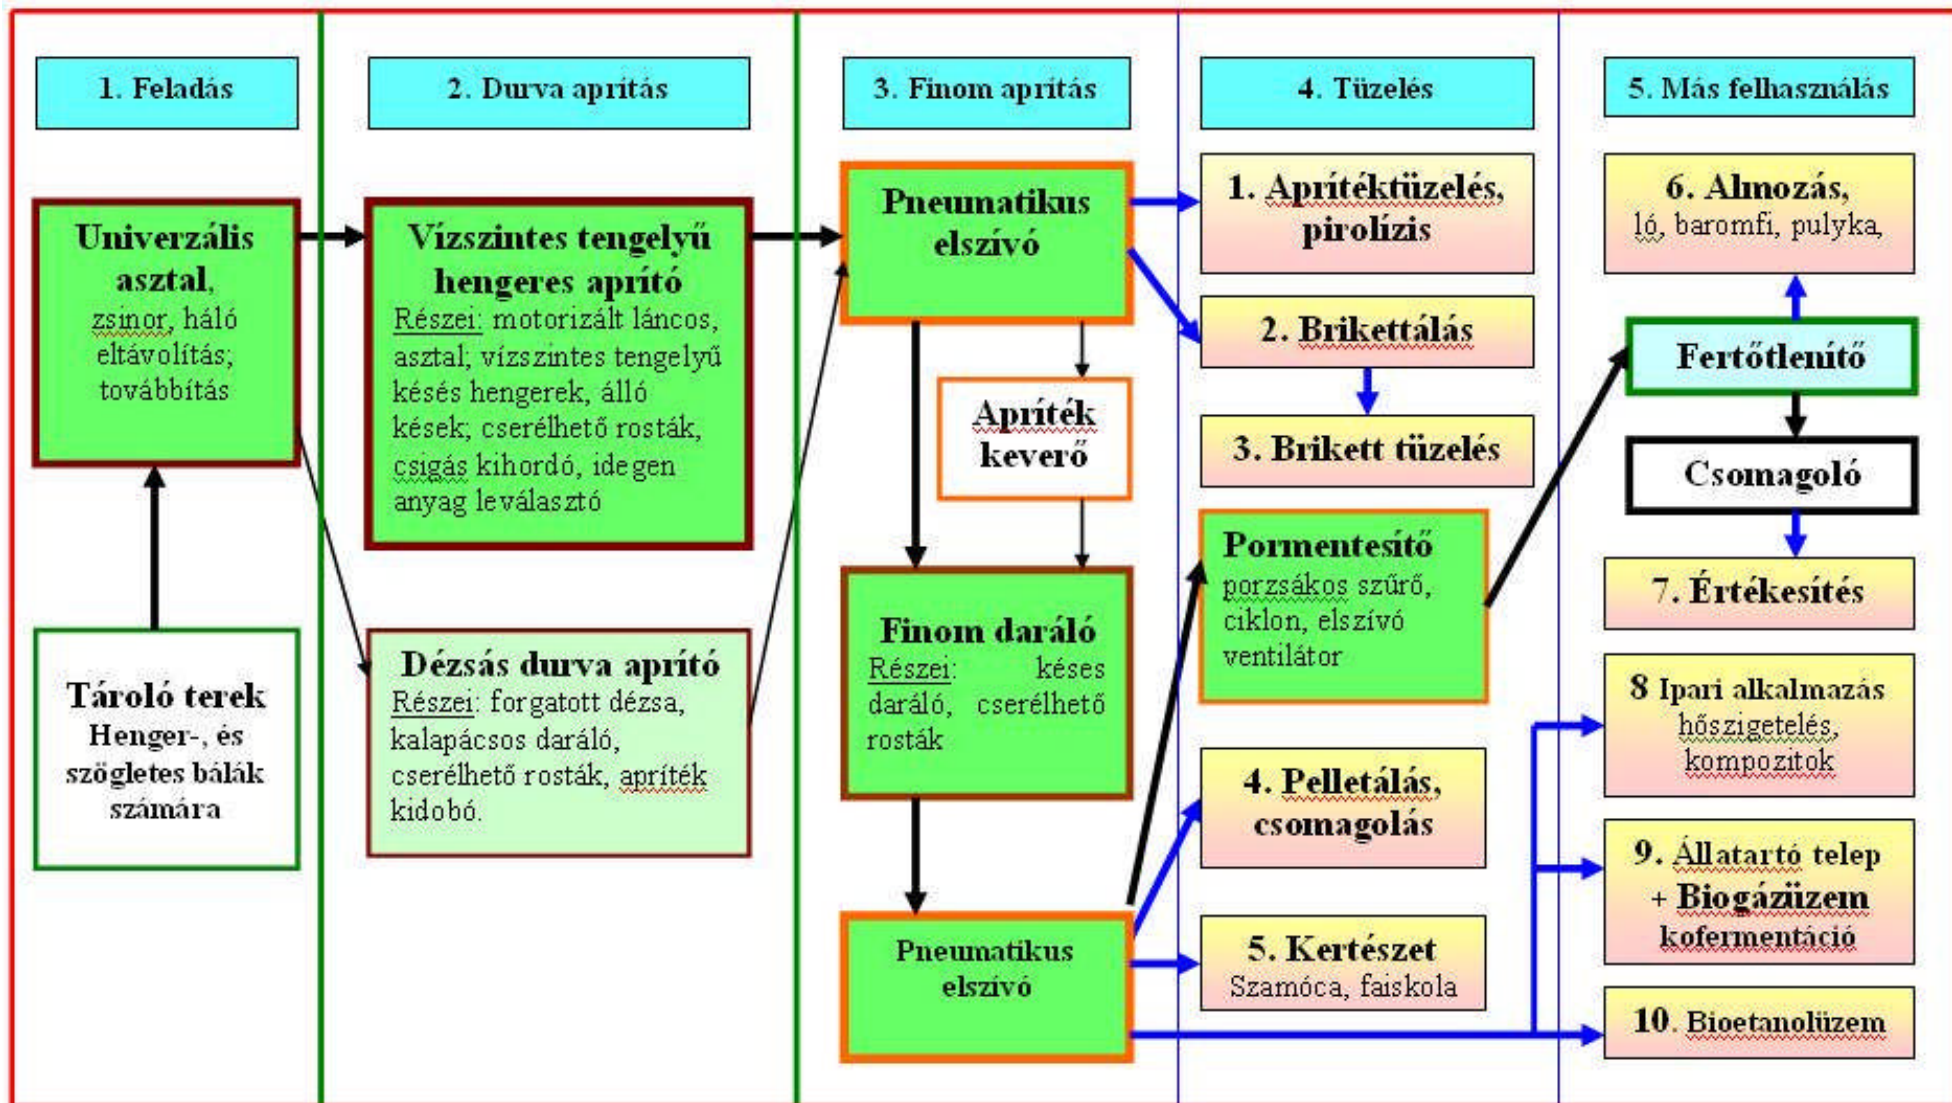 1. Feladás
2. Durva aprítás
3. Finom aprítás
4. Tüzelés
5. Más felhasználás
Univerzális
asztal,
zsinor, háló
eltávolítás;
továbbítás
Tároló terek
Henger-, és
szögletes bálák
számára
Vízszintes tengelyű
hengeres aprító
Részei: motorizált láncos,
asztal; vízszintes tengelyű
késés hengerek, álló
kések; cserélhető rosták,
csigás kihordó, idegen
anyag leválasztó
Dézsás durva aprító
Részei: forgatott dézsa,
kalapácsos daráló,
cserélhető rosták, apríték
kidobó.
Pneumatikus
elszívó
Apríték
keverő
Finom daráló
Részei: késes
daráló, cserélhető
rosták
Pneumatikus
elszívó
1. Aprítéktüzelés,
pirolízis
2. Brikettálás
3. Brikett tüzelés
Pormentesítő
porzsákos szűrő,
ciklon, elszívó
ventilátor
4. Pelletálás,
csomagolás
5. Kertészet
Szamóca, faiskola
6. Almozás,
ló, baromfi, pulyka,
Fertőtlenítő
Csomagoló
7. Értékesítés
8 Ipari alkalmazás
hőszigetelés,
kompozitok
9. Állatartó telep
+ Biogázüzem
kofermentáció
10. Bioetanolüzem